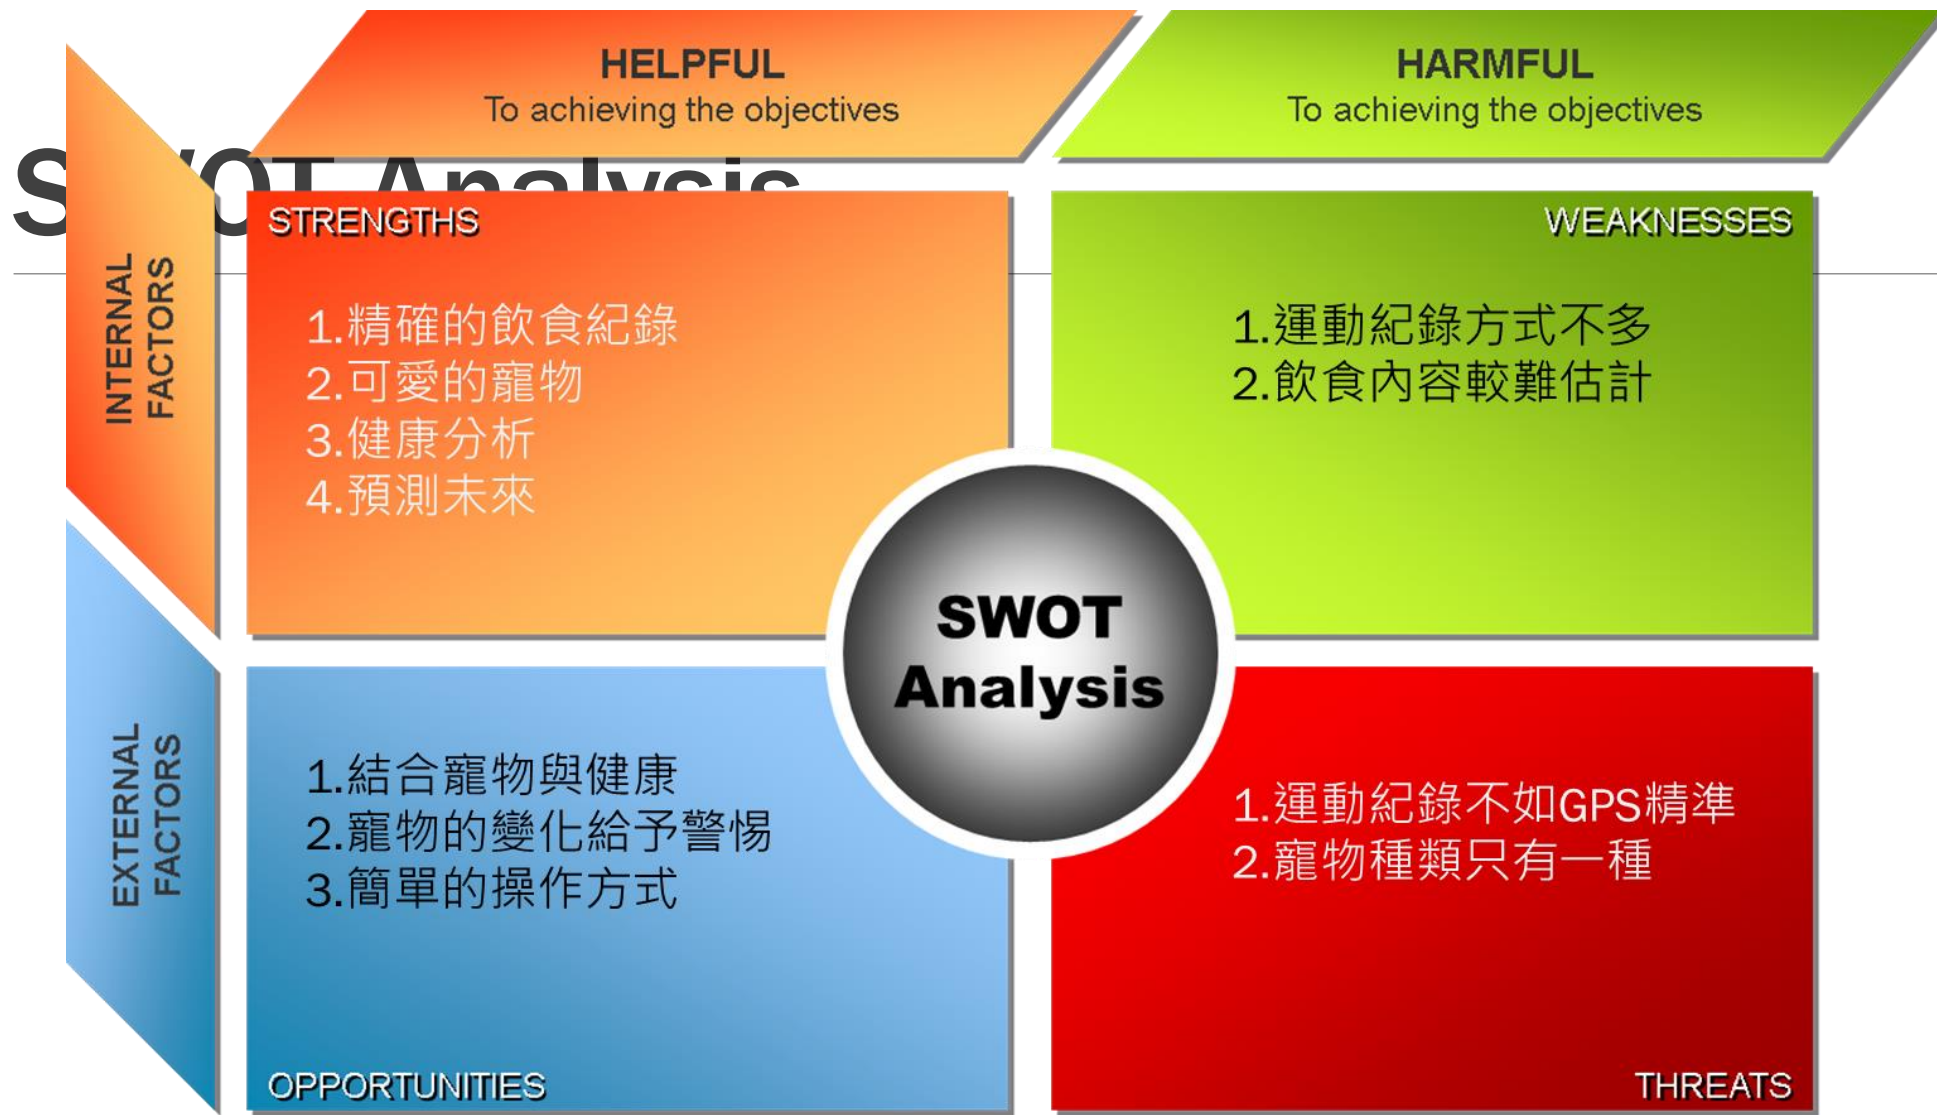 HELPFUL
To achieving the objectives
HARMFUL
To achieving the objectives
SWOT Analysis
INTERNAL
FACTORS
STRENGTHS
1.精確的飲食紀錄
2.可愛的寵物
3.健康分析
4.預測未來
WEAKNESSES
1.運動紀錄方式不多
2.飲食內容較難估計
SWOT
Analysis
EXTERNAL
FACTORS
1.結合寵物與健康
2.寵物的變化給予警惕
3.簡單的操作方式
OPPORTUNITIES
1.運動紀錄不如GPS精準
2.寵物種類只有一種
THREATS